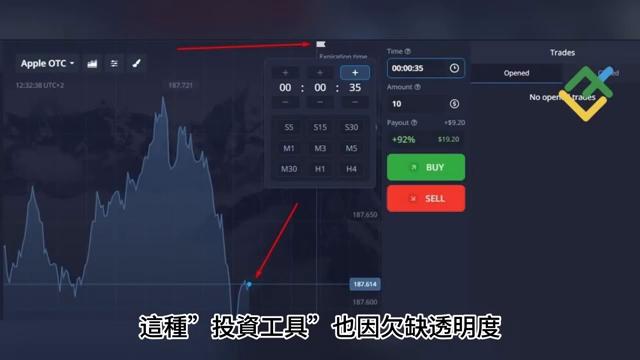 Apple OTC
12:32:38 UTC+2
187.721
Expiration time
+ + +
00 : 00 : 35
S5 S15 S30
M1 M3 M5
M30 H1 H4
187.650
187.614
187.600
Time
00:00:35
Amount
10
Payout +$9.20
+92% $19.20
BUY
SELL
Trades
Opened
No opened trades
這種”投資工具”也因欠缺透明度